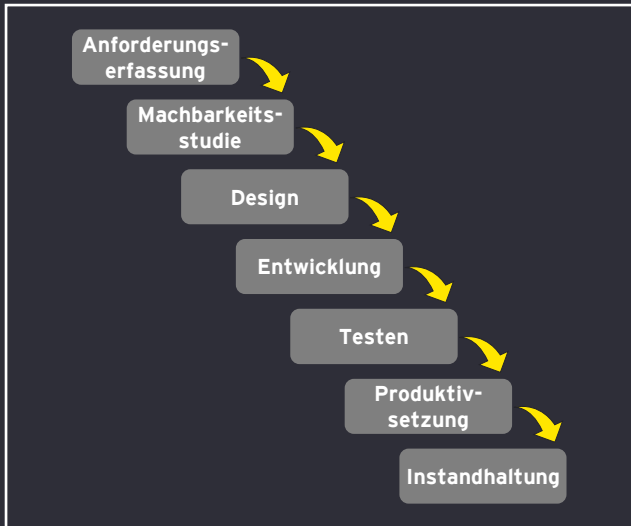 Anforderungs-
erfassung
Machbarkeits-
studie
Design
Entwicklung
Testen
Produktiv-
setzung
Instandhaltung